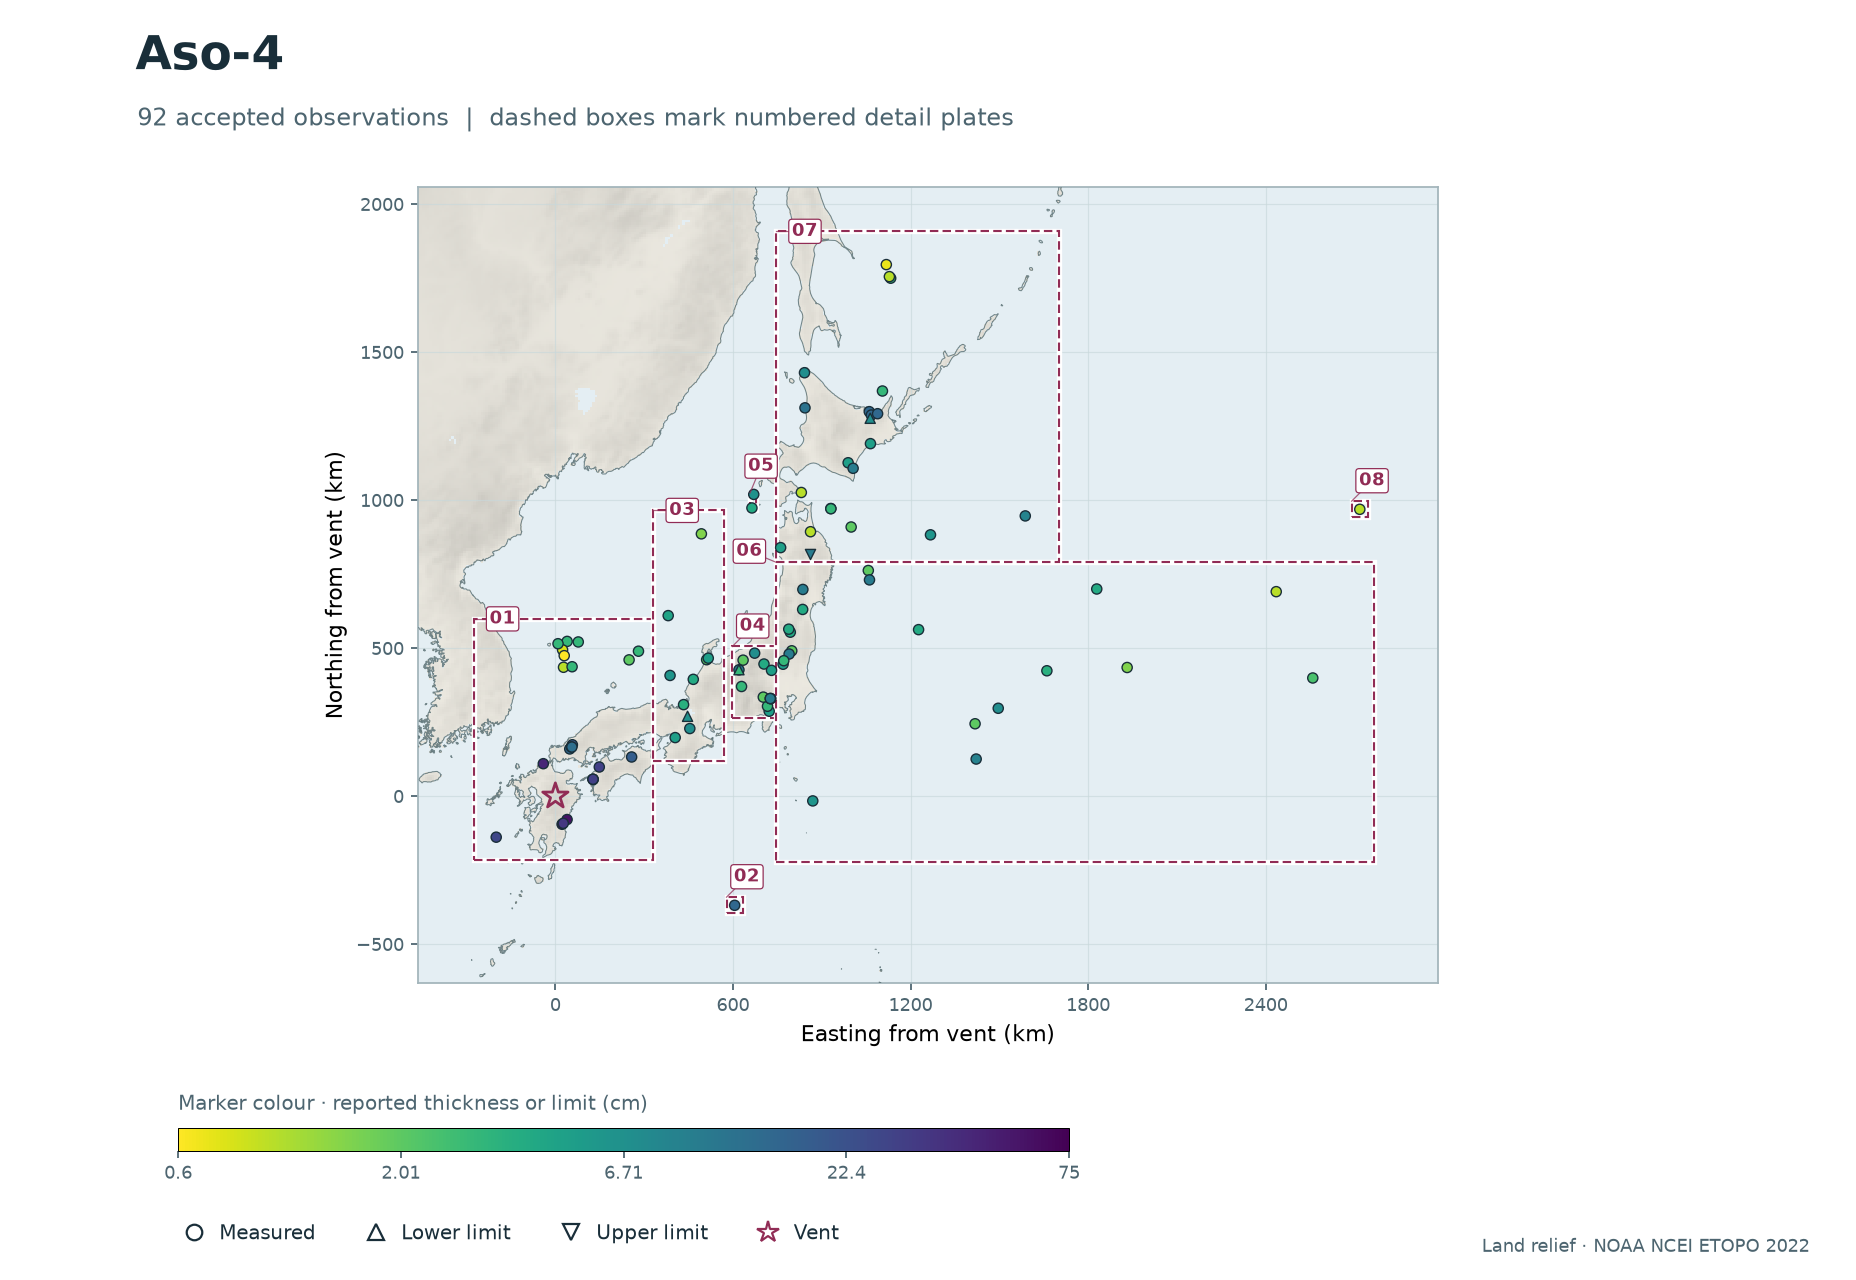 Aso-4
92 accepted observations | dashed boxes mark numbered detail plates
Northing from vent (km)
2000
1500
1000
500
0
−500
07
05
08
03
06
01
04
02
0
600
1200
1800
2400
Easting from vent (km)
Marker colour · reported thickness or limit (cm)
0.6
2.01
6.71
22.4
75
Measured
Lower limit
Upper limit
Vent
Land relief · NOAA NCEI ETOPO 2022